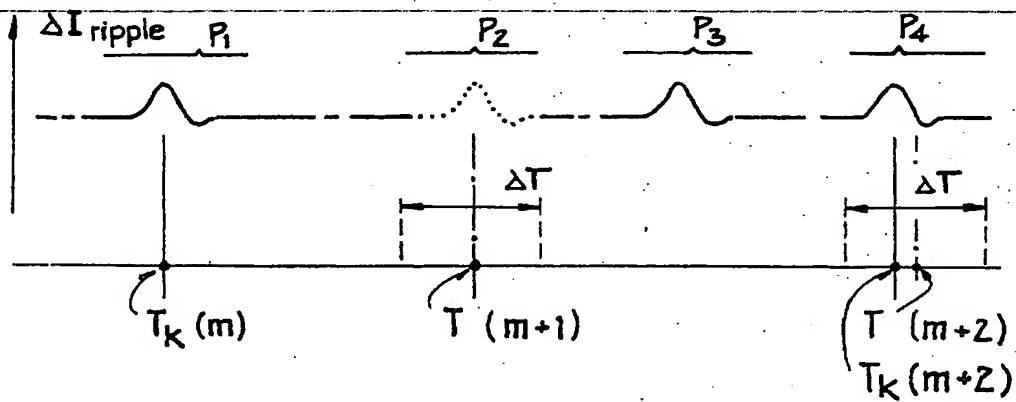 ΔI ripple P1 P2 P3 P4
ΔT ΔT
TK (m) T (m+1) T (m+2)
TK (m+2)